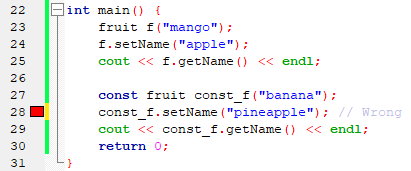 22 int main() {
23 fruit f("mango");
24 f.setName("apple");
25 cout << f.getName() << endl;
26
27 const fruit const_f("banana");
28 const_f.setName("pineapple"); // Wrong
29 cout << const_f.getName() << endl;
30 return 0;
31 }